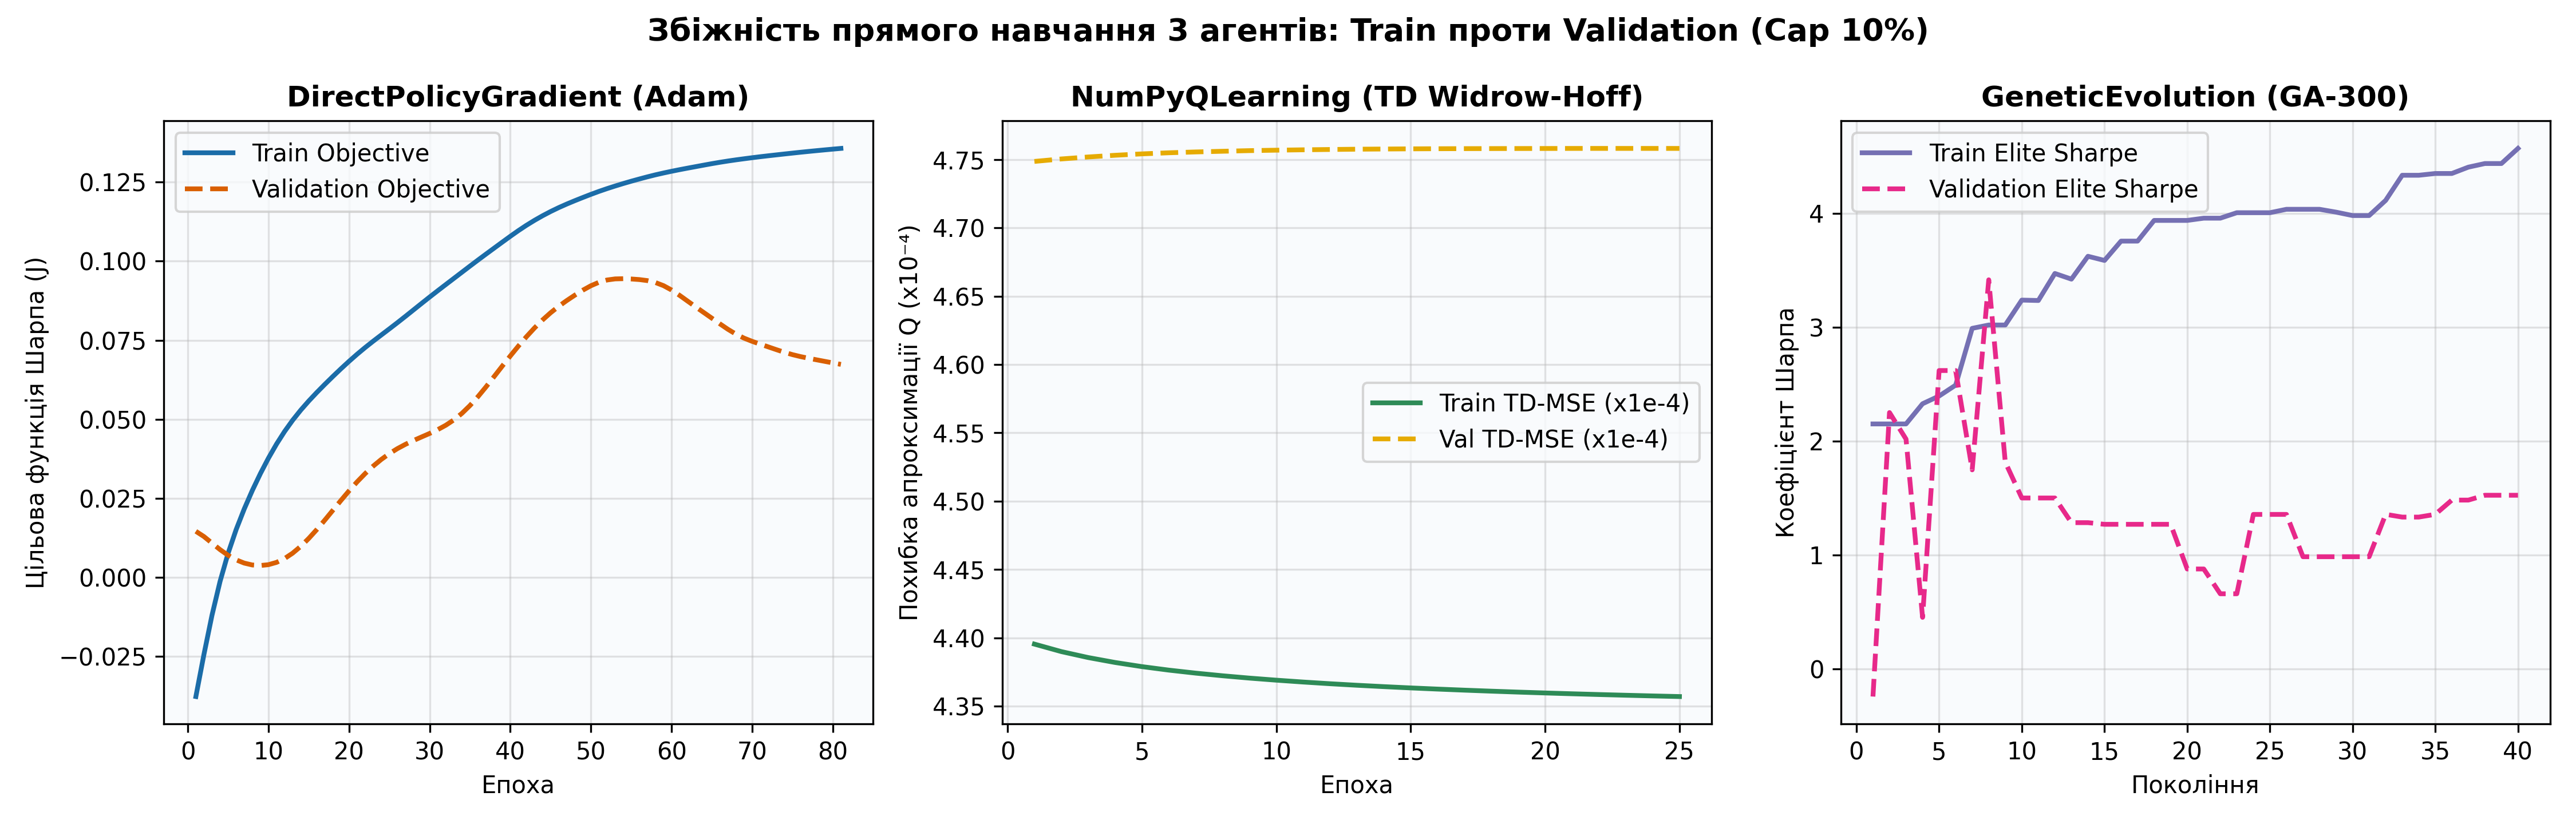 Збіжність прямого навчання 3 агентів: Train проти Validation (Cap 10%)
DirectPolicyGradient (Adam)
Цільова функція Шарпа (J)
0.125
0.100
0.075
0.050
0.025
0.000
−0.025
Train Objective
Validation Objective
0 10 20 30 40 50 60 70 80
Епоха
NumPyQLearning (TD Widrow-Hoff)
Похибка апроксимації Q (x10⁻⁴)
4.75
4.70
4.65
4.60
4.55
4.50
4.45
4.40
4.35
Train TD-MSE (x1e-4)
Val TD-MSE (x1e-4)
0 5 10 15 20 25
Епоха
GeneticEvolution (GA-300)
Коефіцієнт Шарпа
4
3
2
1
0
Train Elite Sharpe
Validation Elite Sharpe
0 5 10 15 20 25 30 35 40
Покоління